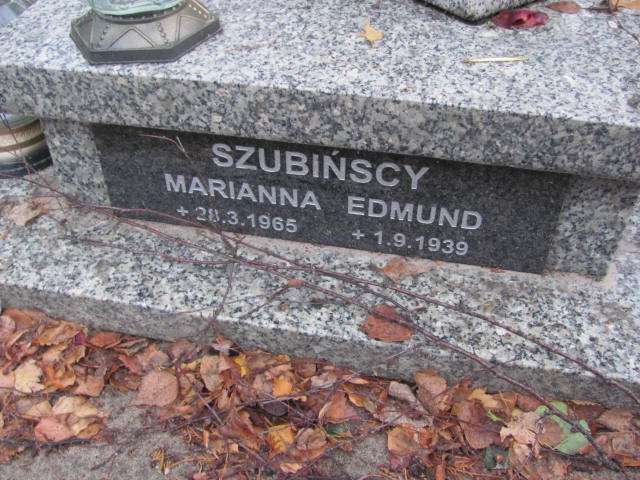 SZUBIŃSCY
MARIANNA EDMUND
+ 28.3.1965 + 1.9.1939